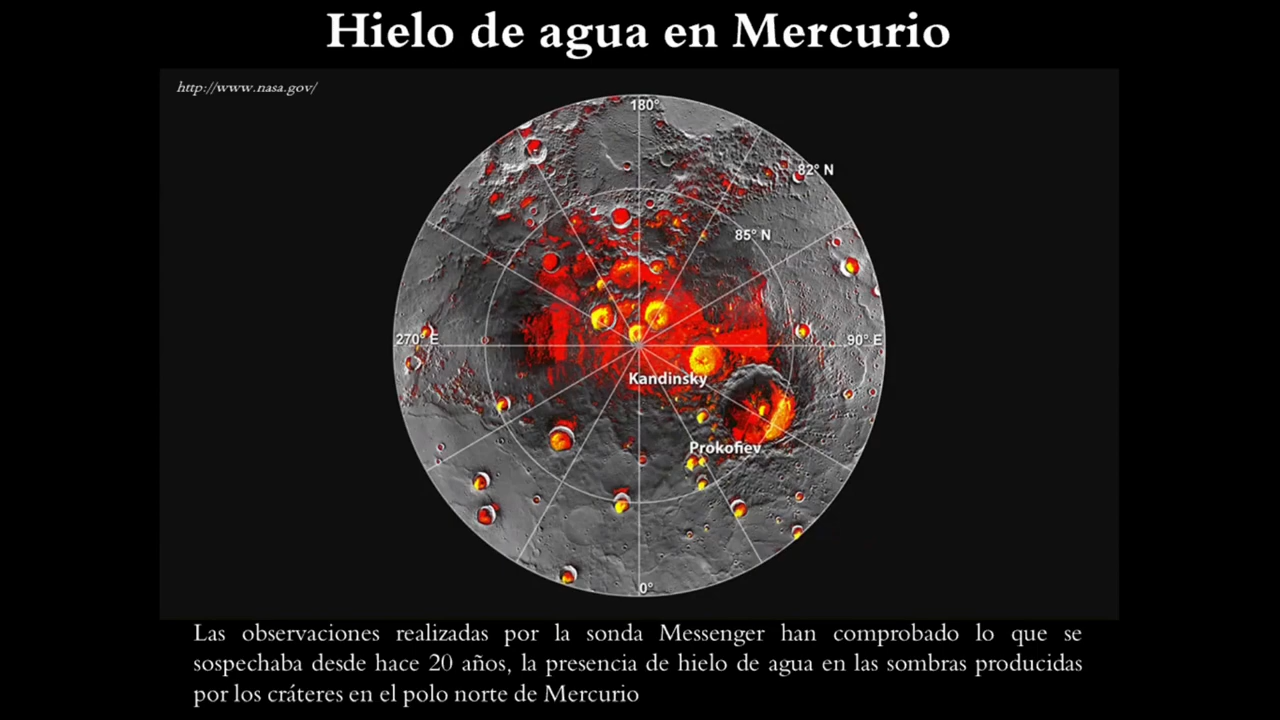 Hielo de agua en Mercurio
http://www.nasa.gov/
180°
82° N
85° N
270° E
90° E
Kandinsky
Prokofiev
0°
Las observaciones realizadas por la sonda Messenger han comprobado lo que se
sospechaba desde hace 20 años, la presencia de hielo de agua en las sombras producidas
por los cráteres en el polo norte de Mercurio